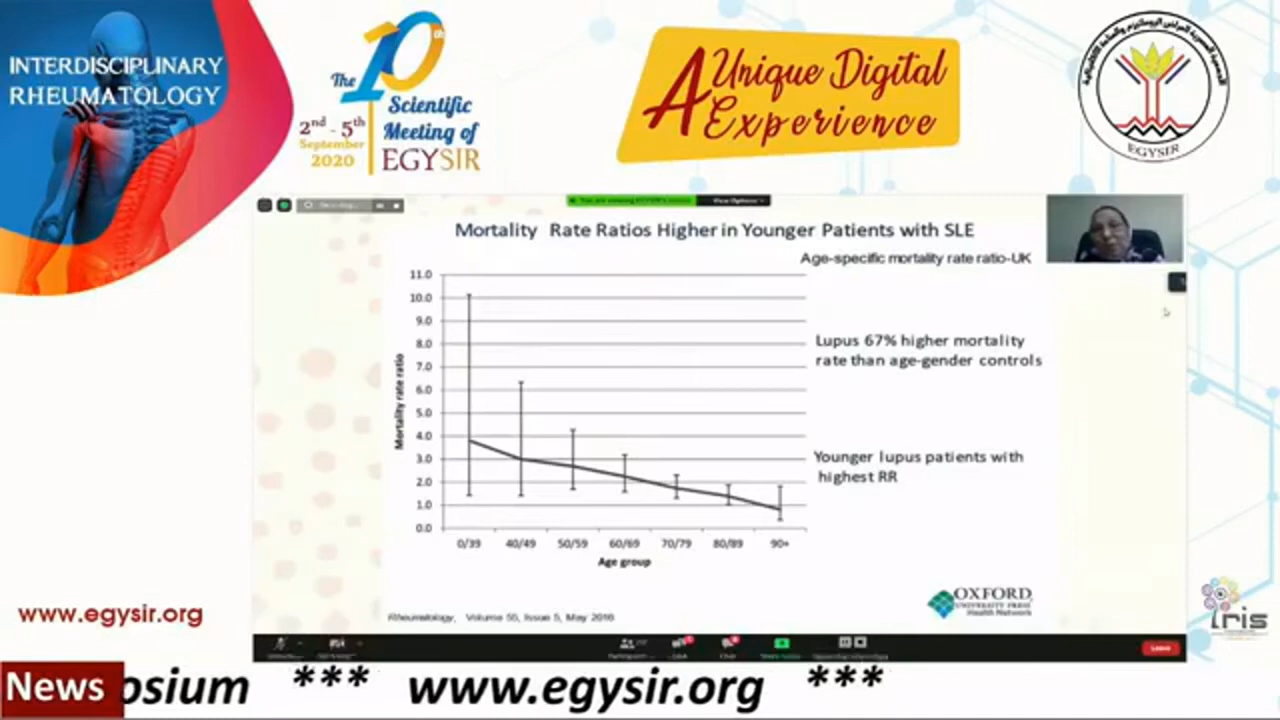 INTERDISCIPLINARY
RHEUMATOLOGY
The 10th
Scientific
Meeting of
EGYSIR
2nd - 5th
September
2020
A Unique Digital
Experience
EGYSIR
View Options
Mortality Rate Ratios Higher in Younger Patients with SLE
Age-specific mortality rate ratio-UK
11.0
10.0
9.0
8.0
7.0
6.0
5.0
4.0
3.0
2.0
1.0
0.0
Mortality rate ratio
0/39 40/49 50/59 60/69 70/79 80/89 90+
Age group
Lupus 67% higher mortality
rate than age-gender controls
Younger lupus patients with
highest RR
Rheumatology, Volume 55, Issue 5, May 2016
OXFORD
UNIVERSITY PRESS
Health Network
Leave
www.egysir.org
Iris
News osium *** www.egysir.org ***